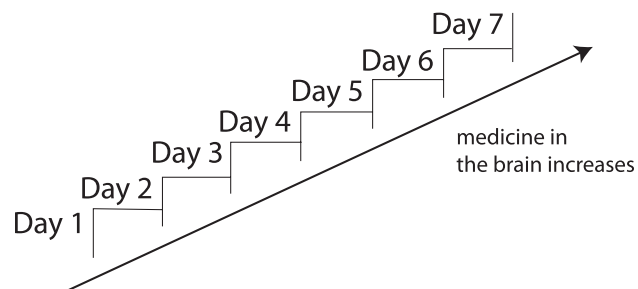 Day 1
Day 2
Day 3
Day 4
Day 5
Day 6
Day 7
medicine in
the brain increases